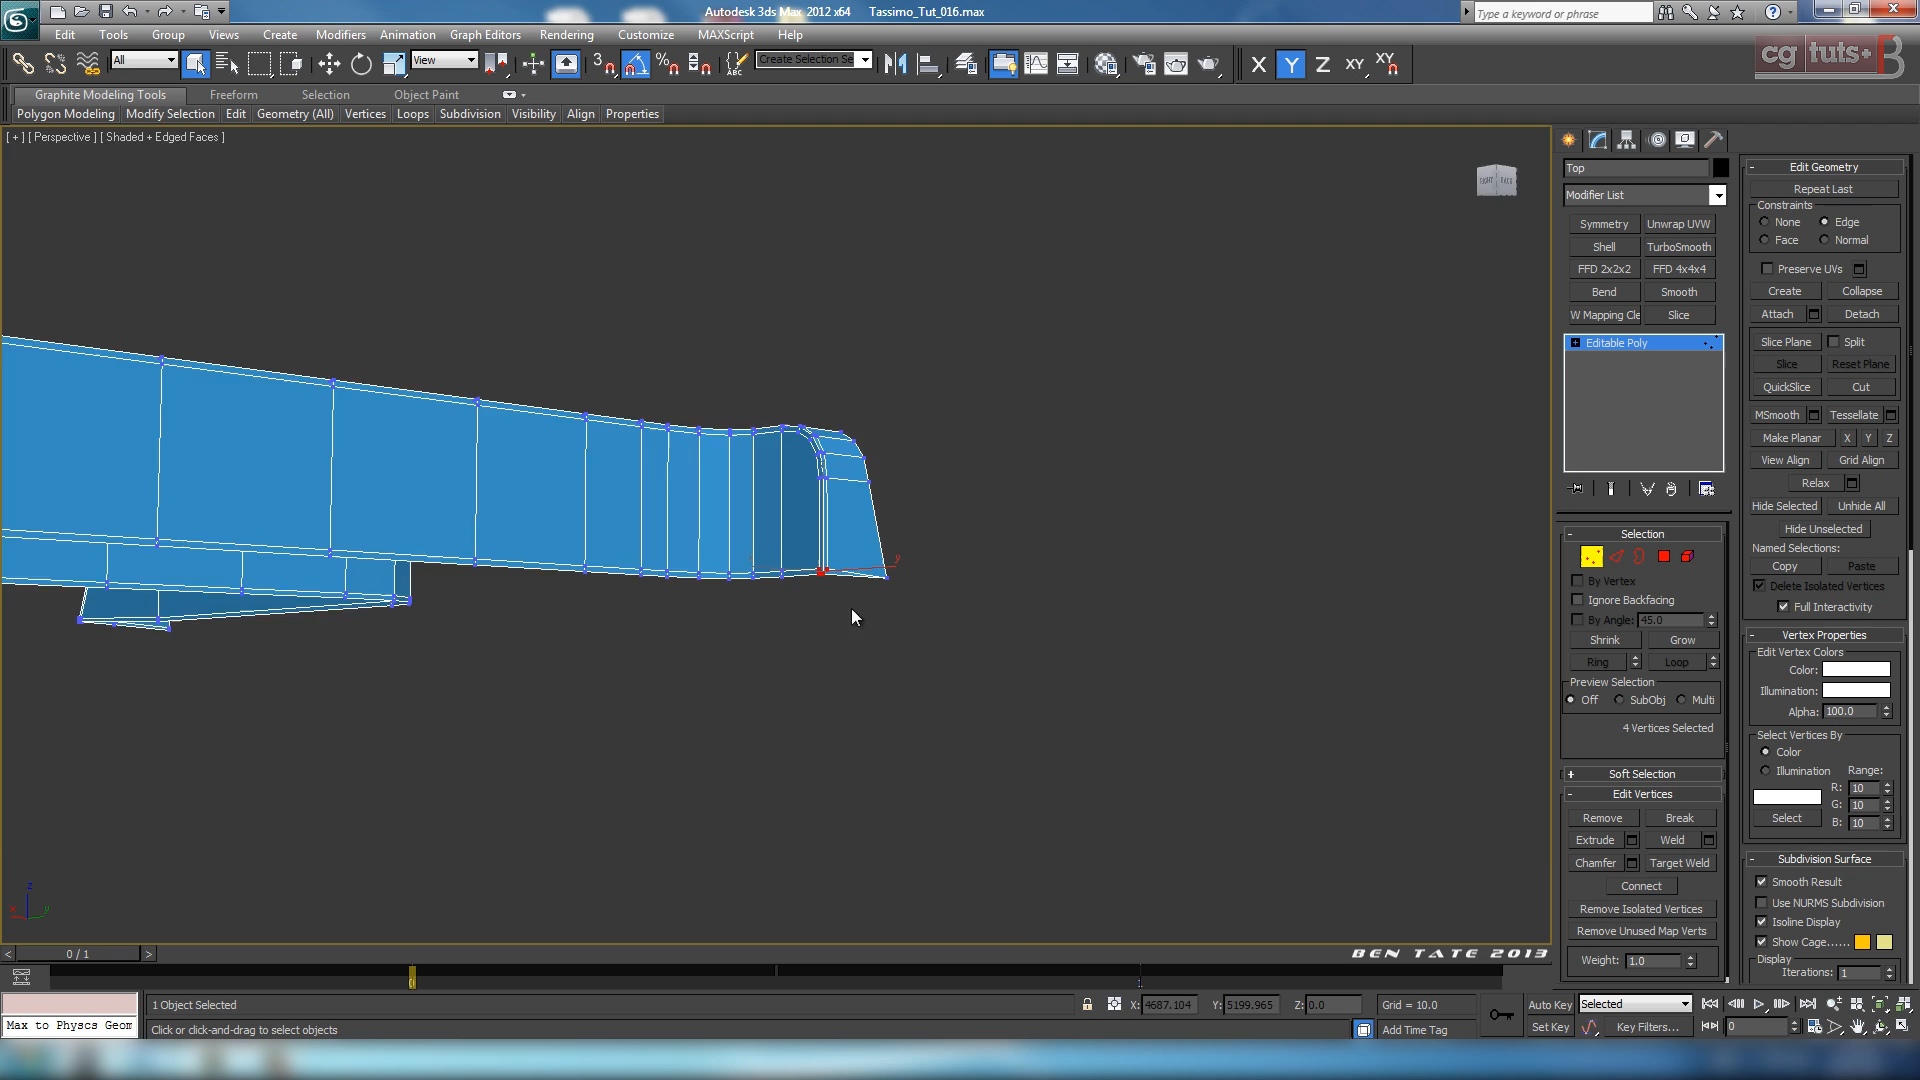 Autodesk 3ds Max 2012 x64 Tassimo_Tut_016.max
Type a keyword or phrase
Edit Tools Group Views Create Modifiers Animation Graph Editors Rendering Customize MAXScript Help
All
View
3
%
ABC
Create Selection Se
X Y Z XY XY
cg tuts+
Graphite Modeling Tools Freeform Selection Object Paint
Polygon Modeling Modify Selection Edit Geometry (All) Vertices Loops Subdivision Visibility Align Properties
[ + ] [ Perspective ] [ Shaded + Edged Faces ]
RIGHT BACK
y
z
x y
Top
Modifier List
Symmetry Unwrap UVW
Shell TurboSmooth
FFD 2x2x2 FFD 4x4x4
Bend Smooth
W Mapping Cle Slice
Editable Poly
Selection
By Vertex
Ignore Backfacing
By Angle: 45.0
Shrink Grow
Ring Loop
Preview Selection
Off SubObj Multi
4 Vertices Selected
Soft Selection
Edit Vertices
Remove Break
Extrude Weld
Chamfer Target Weld
Connect
Remove Isolated Vertices
Remove Unused Map Verts
Weight: 1.0
Edit Geometry
Repeat Last
Constraints
None Edge
Face Normal
Preserve UVs
Create Collapse
Attach Detach
Slice Plane Split
Slice Reset Plane
QuickSlice Cut
MSmooth Tessellate
Make Planar X Y Z
View Align Grid Align
Relax
Hide Selected Unhide All
Hide Unselected
Named Selections:
Copy Paste
Delete Isolated Vertices
Full Interactivity
Vertex Properties
Edit Vertex Colors
Color:
Illumination:
Alpha: 100.0
Select Vertices By
Color
Illumination Range:
R: 10
G: 10
Select B: 10
Subdivision Surface
Smooth Result
Use NURMS Subdivision
Isoline Display
Show Cage......
Display
Iterations: 1
BEN TATE 2013
< 0 / 1 >
0 1
Max to Physcs Geom
1 Object Selected
Click or click-and-drag to select objects
X: 4687.104 Y: 5199.965 Z: 0.0 Grid = 10.0
Add Time Tag
Auto Key Selected
Set Key Key Filters... 0